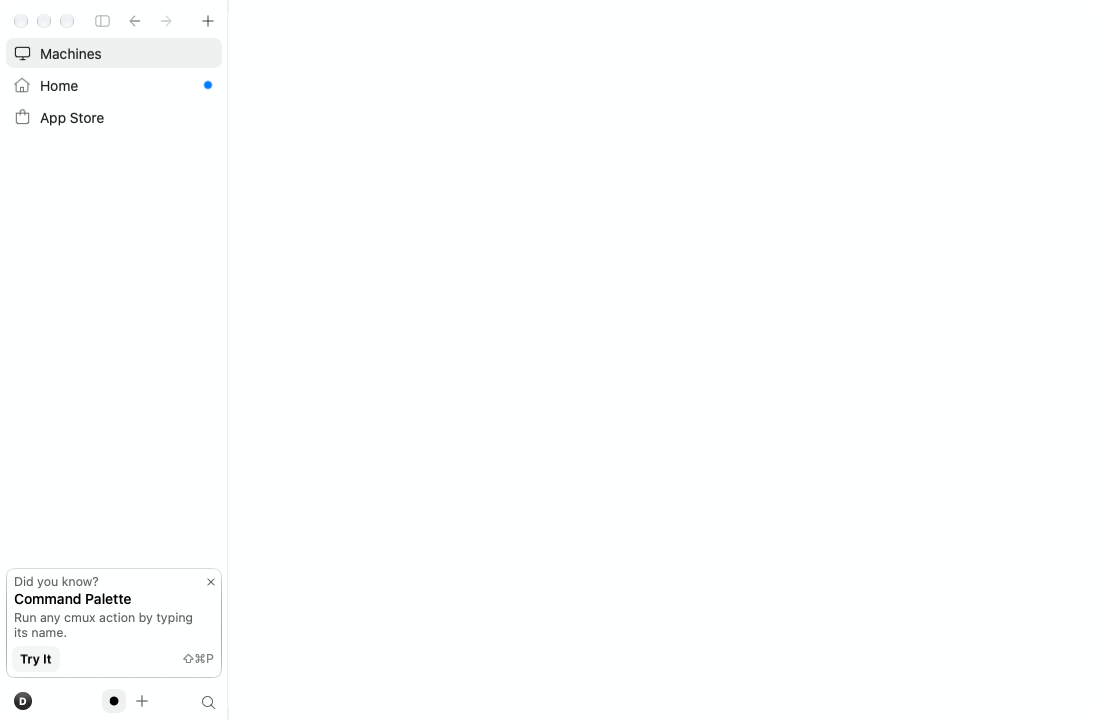 Machines
Home
App Store
Did you know?
Command Palette
Run any cmux action by typing
its name.
Try It
⇧⌘P
D